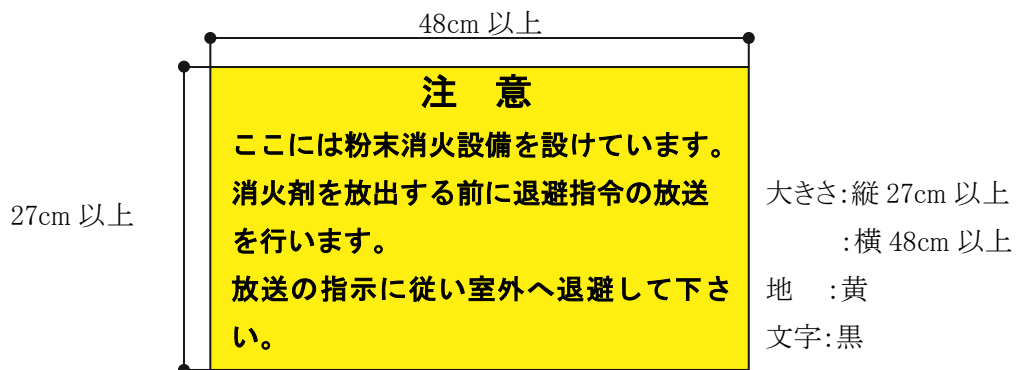 48cm 以上
27cm 以上
注　意
ここには粉末消火設備を設けています。
消火剤を放出する前に退避指令の放送
を行います。
放送の指示に従い室外へ退避して下さ
い。
大きさ：縦 27cm 以上
：横 48cm 以上
地　：黄
文字：黒